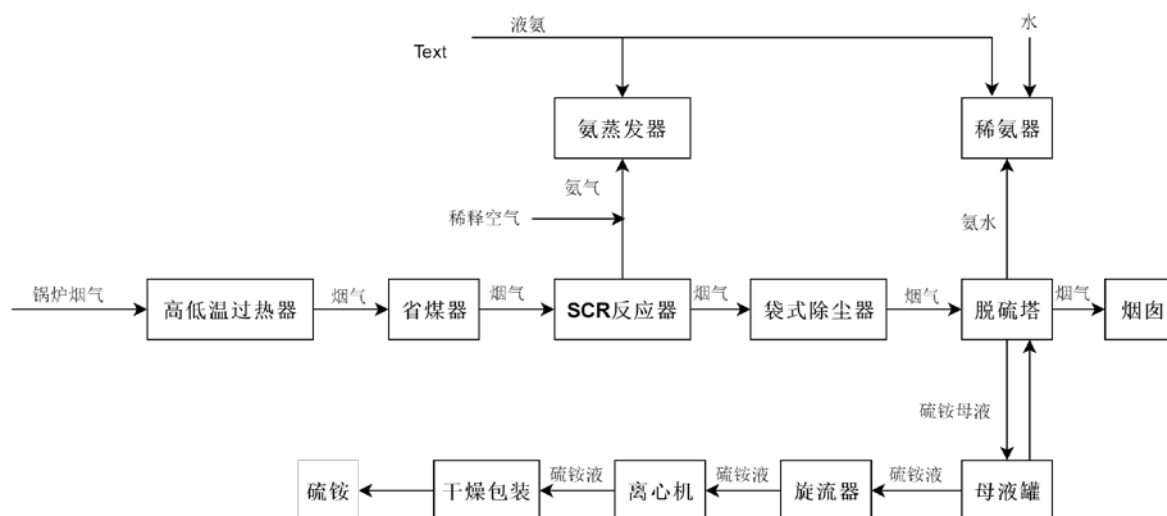 液氨
水
Text
氨蒸发器
稀氨器
氨气
稀释空气
氨水
锅炉烟气
高低温过热器
烟气
省煤器
烟气
SCR反应器
烟气
袋式除尘器
烟气
脱硫塔
烟气
烟囱
硫铵母液
硫铵
干燥包装
硫铵液
离心机
硫铵液
旋流器
硫铵液
母液罐